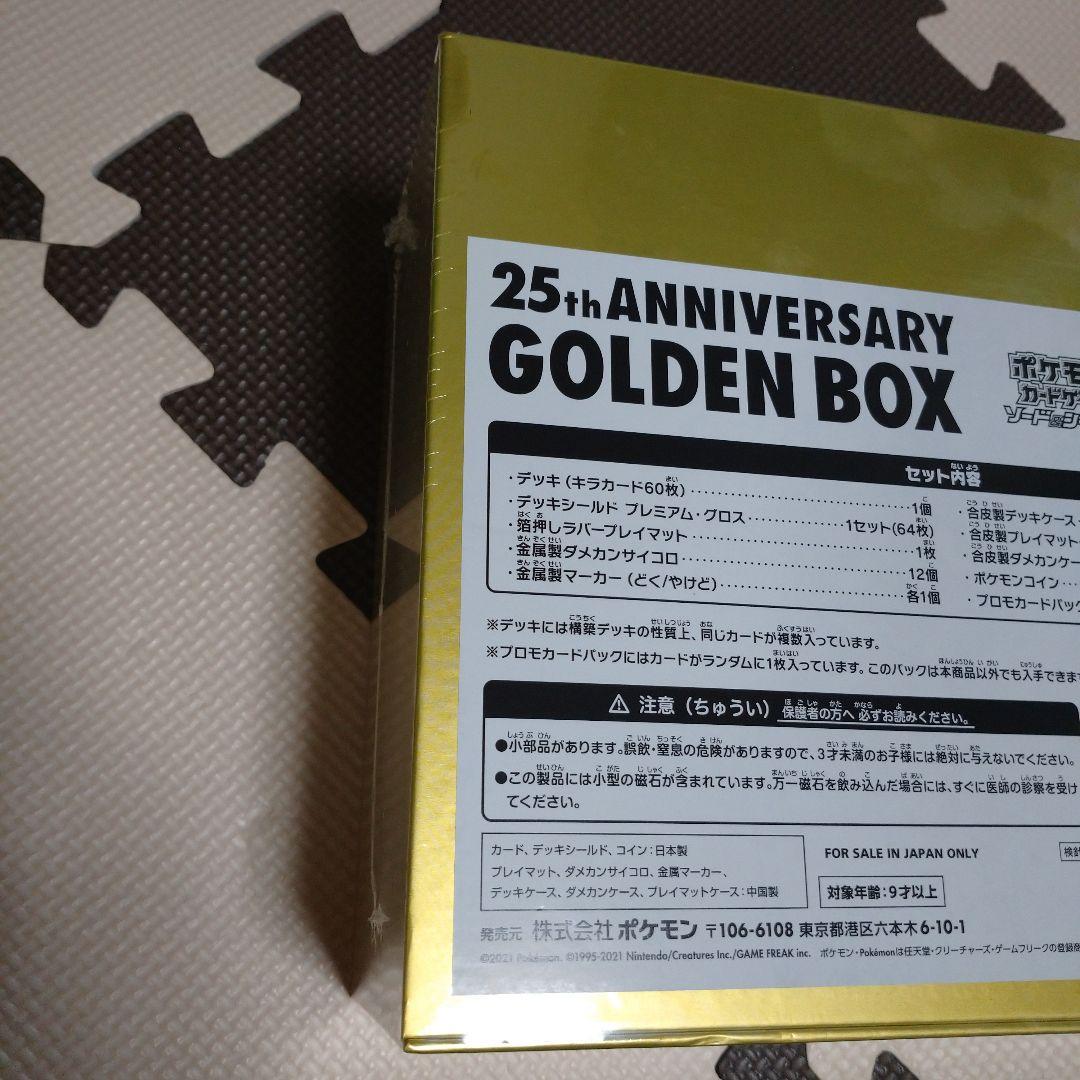 25th ANNIVERSARY
GOLDEN BOX
ポケモ
カードゲ
ソード&シー
セット内容
・デッキ（キラカード60枚）……1個
・デッキシールド プレミアム・グロス……1セット(64枚)
・箔押しラバープレイマット……1枚
・金属製ダメカンサイコロ……12個
・金属製マーカー（どく/やけど）……各1個
・合皮製デッキケース
・合皮製プレイマット
・合皮製ダメカンケー
・ポケモンコイン……
・プロモカードパック
※デッキには構築デッキの性質上、同じカードが複数入っています。
※プロモカードパックにはカードがランダムに1枚入っています。このパックは本商品以外でも入手できま
⚠ 注意（ちゅうい）保護者の方へ 必ずお読みください。
●小部品があります。誤飲・窒息の危険がありますので、3才未満のお子様には絶対に与えないでください。
●この製品には小型の磁石が含まれています。万一磁石を飲み込んだ場合には、すぐに医師の診察を受け
てください。
カード、デッキシールド、コイン：日本製
プレイマット、ダメカンサイコロ、金属マーカー、
デッキケース、ダメカンケース、プレイマットケース：中国製
FOR SALE IN JAPAN ONLY
対象年齢：9才以上
検針
発売元 株式会社ポケモン 〒106-6108 東京都港区六本木6-10-1
©2021 Pokémon. ©1995-2021 Nintendo/Creatures Inc./GAME FREAK inc. ポケモン・Pokémonは任天堂・クリーチャーズ・ゲームフリークの登録商